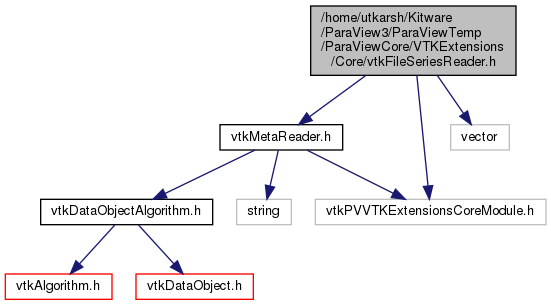 /home/utkarsh/Kitware
/ParaView3/ParaViewTemp
/ParaViewCore/VTKExtensions
/Core/vtkFileSeriesReader.h
vtkMetaReader.h
vector
vtkDataObjectAlgorithm.h
string
vtkPVVTKExtensionsCoreModule.h
vtkAlgorithm.h
vtkDataObject.h